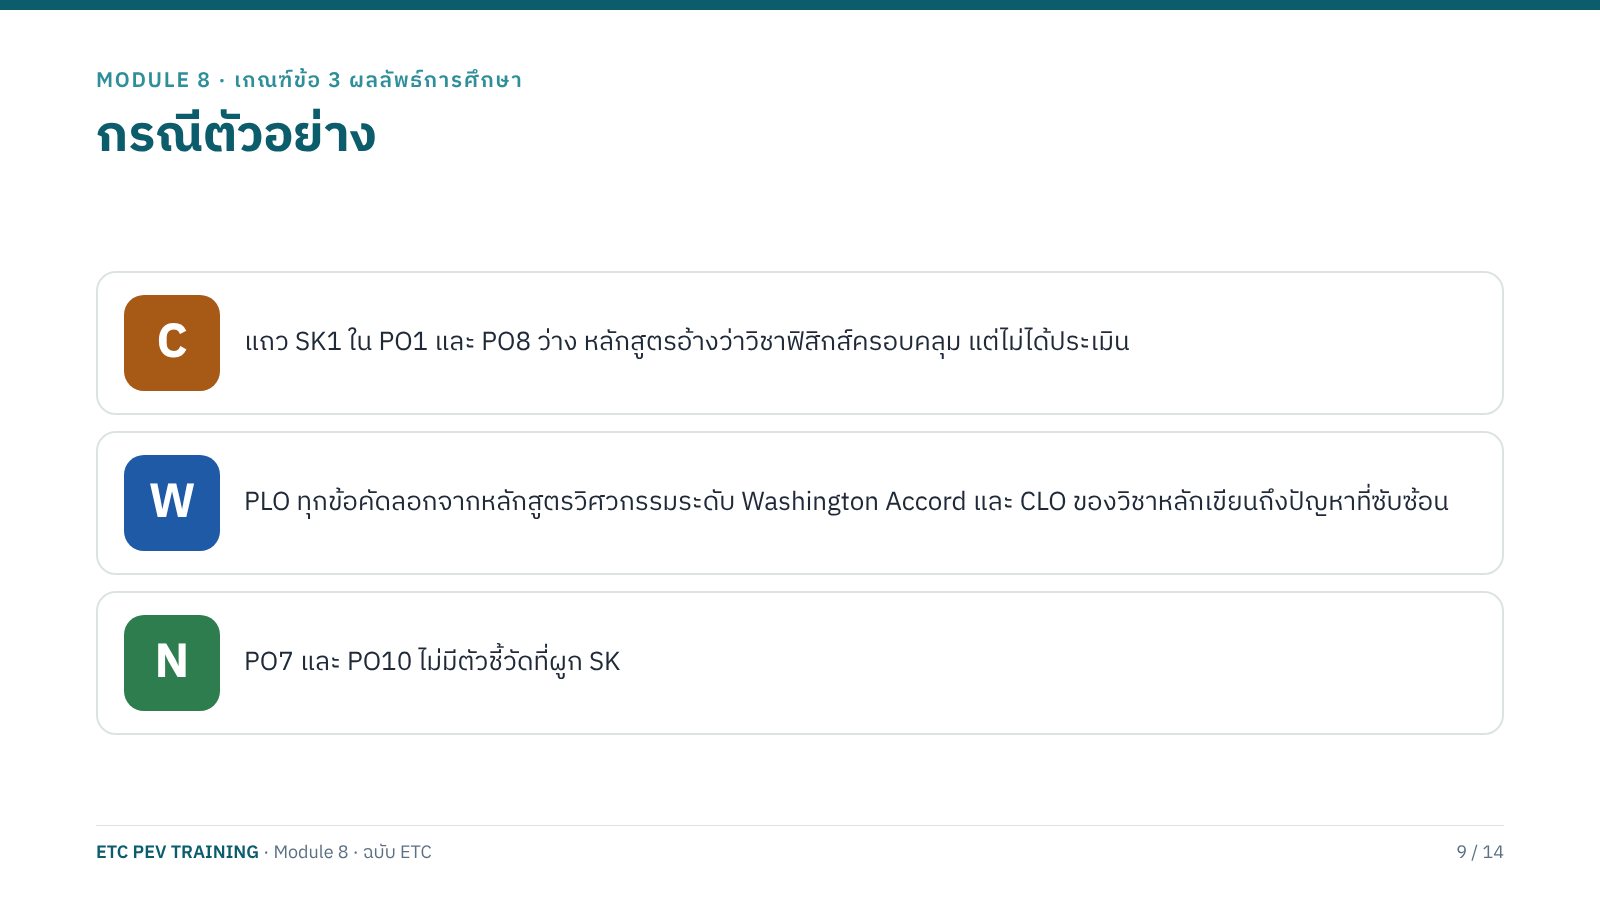 MODULE 8 · เกณฑ์ข้อ 3 ผลลัพธ์การศึกษา
กรณีตัวอย่าง
C
แถว SK1 ใน PO1 และ PO8 ว่าง หลักสูตรอ้างว่าวิชาฟิสิกส์ครอบคลุม แต่ไม่ได้ประเมิน
W
PLO ทุกข้อคัดลอกจากหลักสูตรวิศวกรรมระดับ Washington Accord และ CLO ของวิชาหลักเขียนถึงปัญหาที่ซับซ้อน
N
PO7 และ PO10 ไม่มีตัวชี้วัดที่ผูก SK
ETC PEV TRAINING · Module 8 · ฉบับ ETC
9 / 14